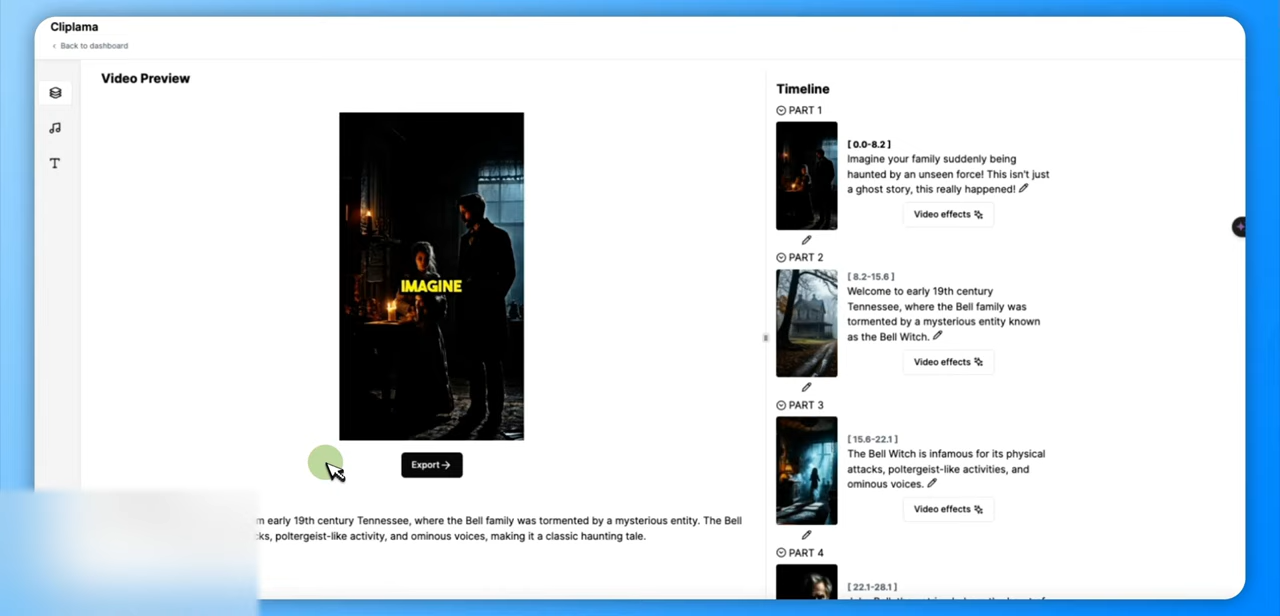 Cliplama
Back to dashboard
Video Preview
IMAGINE
Export
early 19th century Tennessee, where the Bell family was tormented by a mysterious entity. The Bell
poltergeist-like activity, and ominous voices, making it a classic haunting tale.
Timeline
PART 1
[ 0.0-8.2 ]
Imagine your family suddenly being
haunted by an unseen force! This isn't just
a ghost story, this really happened!
Video effects
PART 2
[ 8.2-15.6 ]
Welcome to early 19th century
Tennessee, where the Bell family was
tormented by a mysterious entity known
as the Bell Witch.
Video effects
PART 3
[ 15.6-22.1 ]
The Bell Witch is infamous for its physical
attacks, poltergeist-like activities, and
ominous voices.
Video effects
PART 4
[ 22.1-28.1 ]